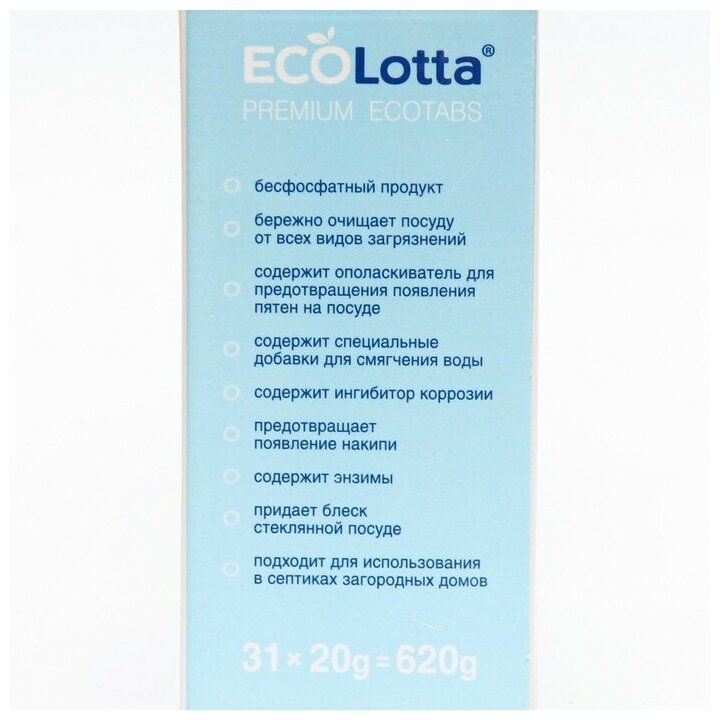 ECOLotta®
PREMIUM ECOTABS
бесфосфатный продукт
бережно очищает посуду
от всех видов загрязнений
содержит ополаскиватель для
предотвращения появления
пятен на посуде
содержит специальные
добавки для смягчения воды
содержит ингибитор коррозии
предотвращает
появление накипи
содержит энзимы
придает блеск
стеклянной посуде
подходит для использования
в септиках загородных домов
31 × 20g = 620g